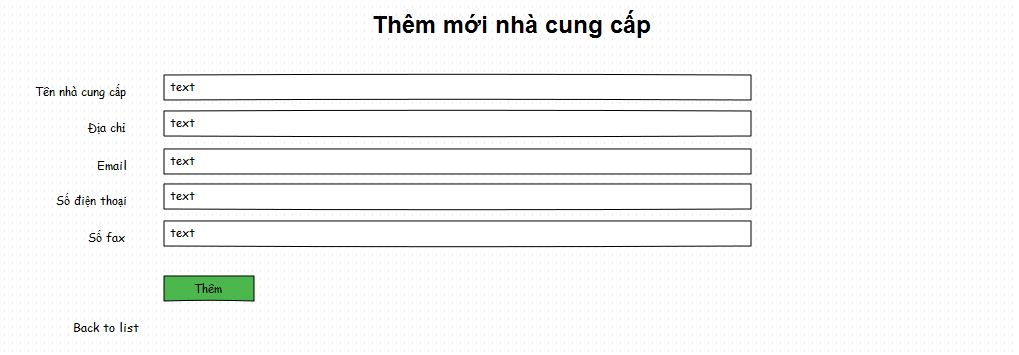 Thêm mới nhà cung cấp
Tên nhà cung cấp text
Địa chỉ text
Email text
Số điện thoại text
Số fax text
Thêm
Back to list